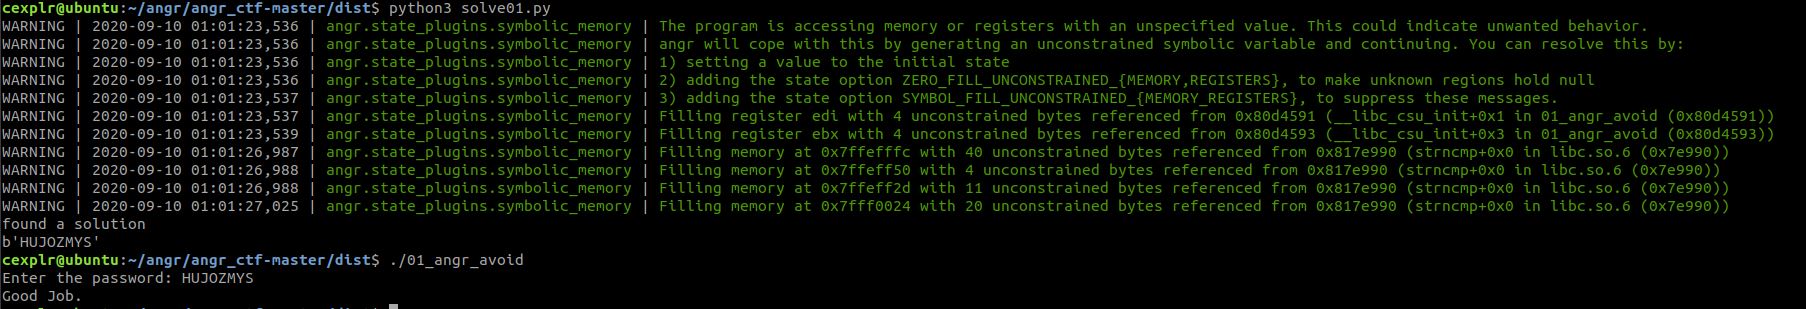 cexplr@ubuntu:~/angr/angr_ctf-master/dist$ python3 solve01.py
WARNING | 2020-09-10 01:01:23,536 | angr.state_plugins.symbolic_memory | The program is accessing memory or registers with an unspecified value. This could indicate unwanted behavior.
WARNING | 2020-09-10 01:01:23,536 | angr.state_plugins.symbolic_memory | angr will cope with this by generating an unconstrained symbolic variable and continuing. You can resolve this by:
WARNING | 2020-09-10 01:01:23,536 | angr.state_plugins.symbolic_memory | 1) setting a value to the initial state
WARNING | 2020-09-10 01:01:23,536 | angr.state_plugins.symbolic_memory | 2) adding the state option ZERO_FILL_UNCONSTRAINED_{MEMORY,REGISTERS}, to make unknown regions hold null
WARNING | 2020-09-10 01:01:23,537 | angr.state_plugins.symbolic_memory | 3) adding the state option SYMBOL_FILL_UNCONSTRAINED_{MEMORY_REGISTERS}, to suppress these messages.
WARNING | 2020-09-10 01:01:23,537 | angr.state_plugins.symbolic_memory | Filling register edi with 4 unconstrained bytes referenced from 0x80d4591 (__libc_csu_init+0x1 in 01_angr_avoid (0x80d4591))
WARNING | 2020-09-10 01:01:23,539 | angr.state_plugins.symbolic_memory | Filling register ebx with 4 unconstrained bytes referenced from 0x80d4593 (__libc_csu_init+0x3 in 01_angr_avoid (0x80d4593))
WARNING | 2020-09-10 01:01:26,987 | angr.state_plugins.symbolic_memory | Filling memory at 0x7ffefffc with 40 unconstrained bytes referenced from 0x817e990 (strncmp+0x0 in libc.so.6 (0x7e990))
WARNING | 2020-09-10 01:01:26,988 | angr.state_plugins.symbolic_memory | Filling memory at 0x7ffeff50 with 4 unconstrained bytes referenced from 0x817e990 (strncmp+0x0 in libc.so.6 (0x7e990))
WARNING | 2020-09-10 01:01:26,988 | angr.state_plugins.symbolic_memory | Filling memory at 0x7ffeff2d with 11 unconstrained bytes referenced from 0x817e990 (strncmp+0x0 in libc.so.6 (0x7e990))
WARNING | 2020-09-10 01:01:27,025 | angr.state_plugins.symbolic_memory | Filling memory at 0x7fff0024 with 20 unconstrained bytes referenced from 0x817e990 (strncmp+0x0 in libc.so.6 (0x7e990))
found a solution
b'HUJOZMYS'
cexplr@ubuntu:~/angr/angr_ctf-master/dist$ ./01_angr_avoid
Enter the password: HUJOZMYS
Good Job.